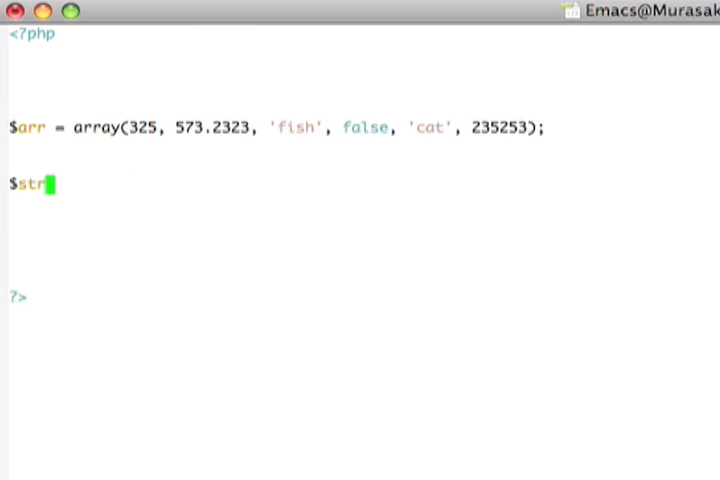 Emacs@Murasak
<?php
$arr = array(325, 573.2323, 'fish', false, 'cat', 235253);
$str
?>